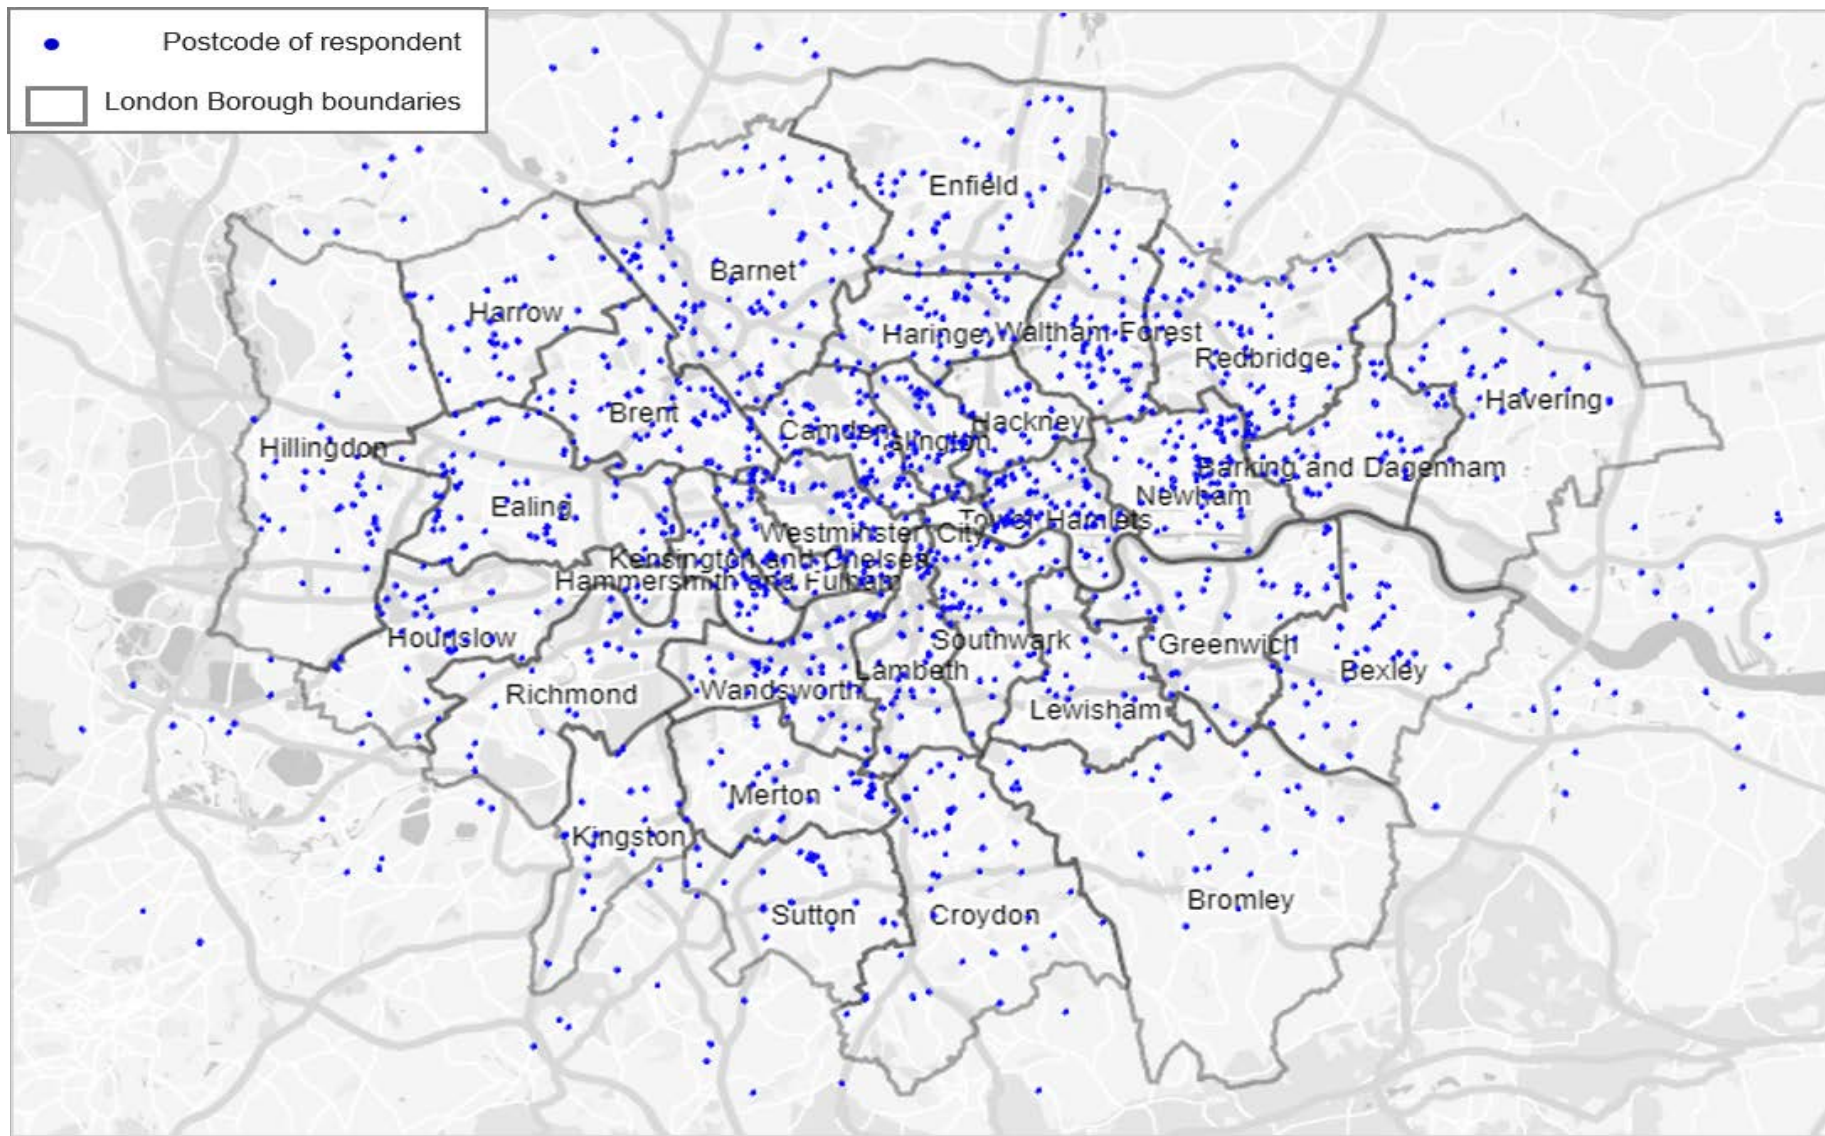 Postcode of respondent
London Borough boundaries
Enfield
Barnet
Harrow
Haringey
Waltham Forest
Redbridge
Havering
Brent
Camden
Islington
Hackney
Hillingdon
Barking and Dagenham
Newham
Ealing
Tower Hamlets
Westminster City
Kensington and Chelsea
Hammersmith and Fulham
Hounslow
Southwark
Greenwich
Lambeth
Bexley
Richmond
Wandsworth
Lewisham
Merton
Kingston
Bromley
Sutton
Croydon